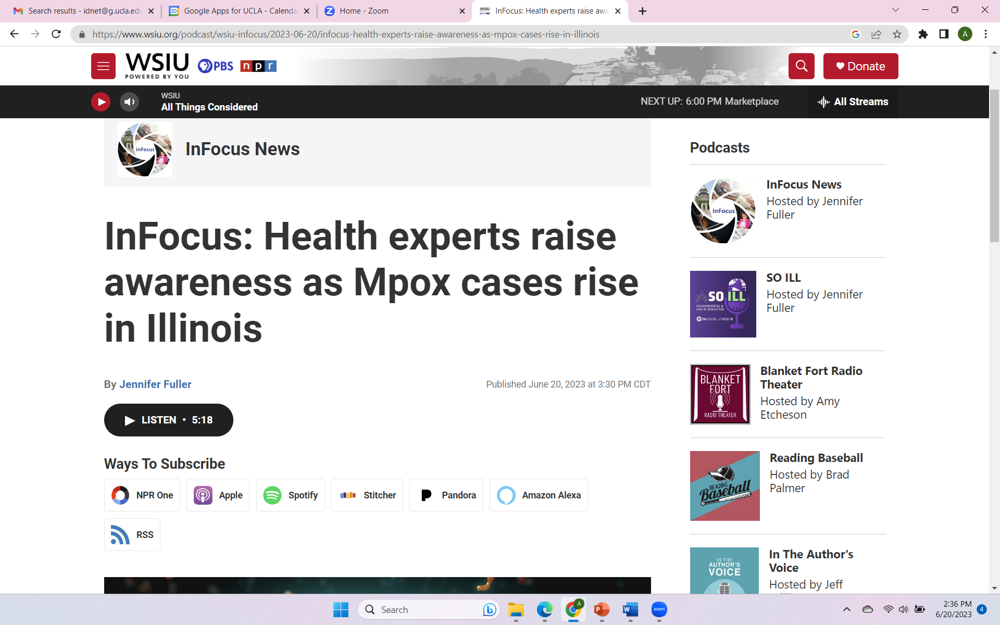 Search results - idnet@g.ucla.edu
Google Apps for UCLA - Calenda
Home - Zoom
InFocus: Health experts raise awa
https://www.wsiu.org/podcast/wsiu-infocus/2023-06-20/infocus-health-experts-raise-awareness-as-mpox-cases-rise-in-illinois
A
WSIU
POWERED BY YOU
PBS
npr
Donate
WSIU
All Things Considered
NEXT UP: 6:00 PM Marketplace
All Streams
InFocus
InFocus News
InFocus: Health experts raise
awareness as Mpox cases rise
in Illinois
By Jennifer Fuller
Published June 20, 2023 at 3:30 PM CDT
LISTEN • 5:18
Ways To Subscribe
NPR One
Apple
Spotify
Stitcher
Pandora
Amazon Alexa
RSS
Podcasts
InFocus
InFocus News
Hosted by Jennifer
Fuller
SO ILL
ENVIRONMENTAL &
HEALTH EDUCATION
SIU SCHOOL of MEDICINE
SO ILL
Hosted by Jennifer
Fuller
BLANKET
FORT
RADIO THEATER
Blanket Fort Radio
Theater
Hosted by Amy
Etcheson
READING
Baseball
Reading Baseball
Hosted by Brad
Palmer
IN THE
AUTHOR'S
VOICE
In The Author's
Voice
Hosted by Jeff
Search
zoom
2:36 PM
6/20/2023
4